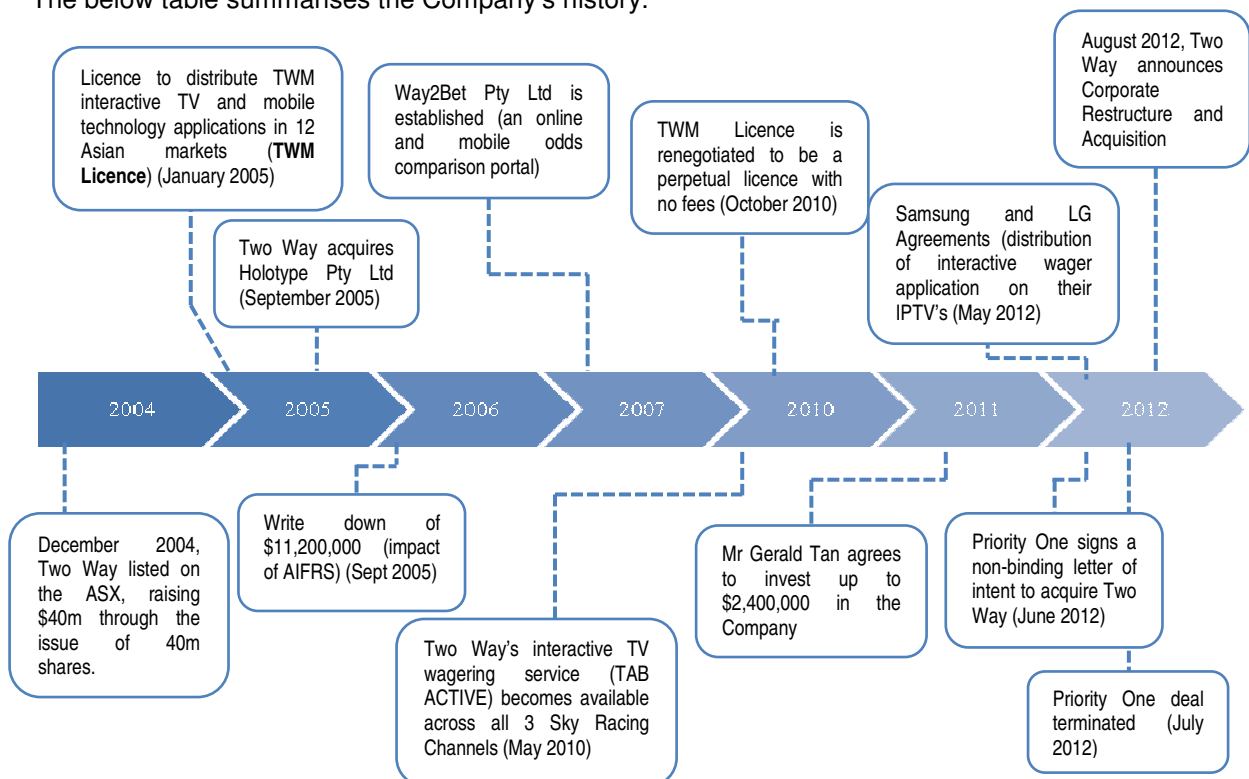 The below table summarises the Company's history:
August 2012, Two
Way announces
Corporate
Restructure and
Acquisition
Licence to distribute TWM
interactive TV and mobile
technology applications in 12
Asian markets (TWM
Licence) (January 2005)
Way2Bet Pty Ltd is
established (an online
and mobile odds
comparison portal)
TWM Licence is
renegotiated to be a
perpetual licence with
no fees (October 2010)
Samsung and LG
Agreements (distribution
of interactive wager
application on their
IPTV's (May 2012)
Two Way acquires
Holotype Pty Ltd
(September 2005)
2004
2005
2006
2007
2010
2011
2012
December 2004,
Two Way listed on
the ASX, raising
$40m through the
issue of 40m
shares.
Write down of
$11,200,000 (impact
of AIFRS) (Sept 2005)
Two Way's interactive TV
wagering service (TAB
ACTIVE) becomes available
across all 3 Sky Racing
Channels (May 2010)
Mr Gerald Tan agrees
to invest up to
$2,400,000 in the
Company
Priority One signs a
non-binding letter of
intent to acquire Two
Way (June 2012)
Priority One deal
terminated (July
2012)